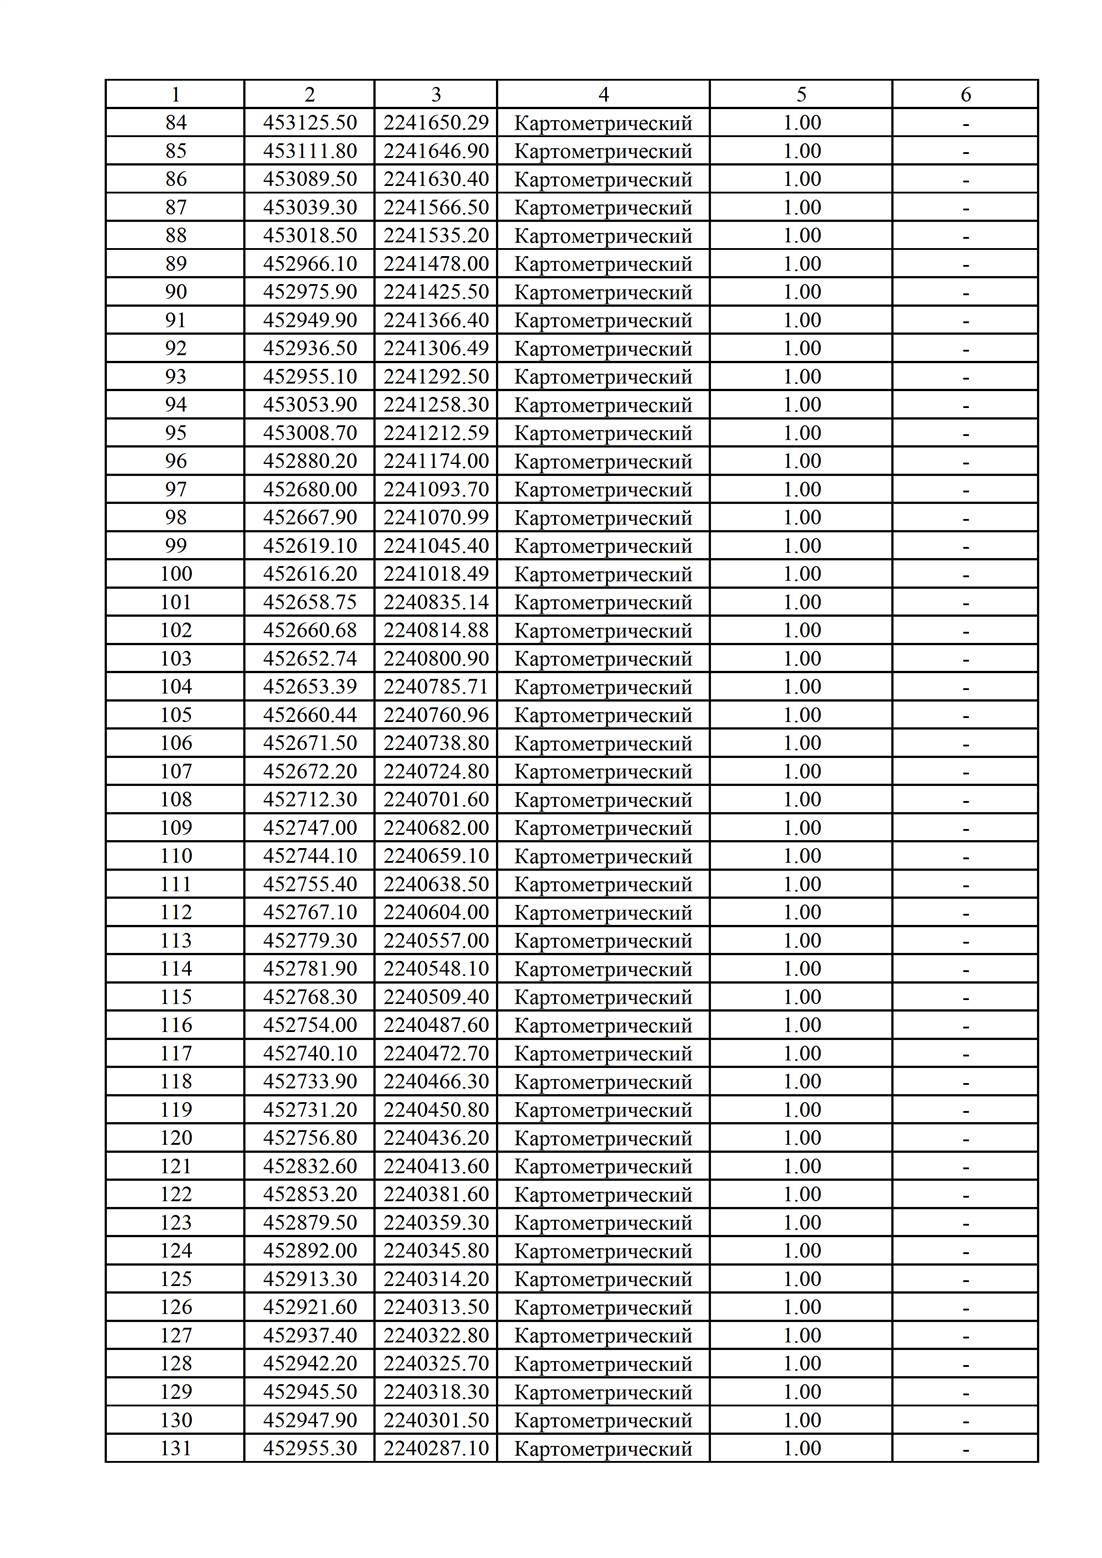 1 2 3 4 5 6
84 453125.50 2241650.29 Картометрический 1.00 -
85 453111.80 2241646.90 Картометрический 1.00 -
86 453089.50 2241630.40 Картометрический 1.00 -
87 453039.30 2241566.50 Картометрический 1.00 -
88 453018.50 2241535.20 Картометрический 1.00 -
89 452966.10 2241478.00 Картометрический 1.00 -
90 452975.90 2241425.50 Картометрический 1.00 -
91 452949.90 2241366.40 Картометрический 1.00 -
92 452936.50 2241306.49 Картометрический 1.00 -
93 452955.10 2241292.50 Картометрический 1.00 -
94 453053.90 2241258.30 Картометрический 1.00 -
95 453008.70 2241212.59 Картометрический 1.00 -
96 452880.20 2241174.00 Картометрический 1.00 -
97 452680.00 2241093.70 Картометрический 1.00 -
98 452667.90 2241070.99 Картометрический 1.00 -
99 452619.10 2241045.40 Картометрический 1.00 -
100 452616.20 2241018.49 Картометрический 1.00 -
101 452658.75 2240835.14 Картометрический 1.00 -
102 452660.68 2240814.88 Картометрический 1.00 -
103 452652.74 2240800.90 Картометрический 1.00 -
104 452653.39 2240785.71 Картометрический 1.00 -
105 452660.44 2240760.96 Картометрический 1.00 -
106 452671.50 2240738.80 Картометрический 1.00 -
107 452672.20 2240724.80 Картометрический 1.00 -
108 452712.30 2240701.60 Картометрический 1.00 -
109 452747.00 2240682.00 Картометрический 1.00 -
110 452744.10 2240659.10 Картометрический 1.00 -
111 452755.40 2240638.50 Картометрический 1.00 -
112 452767.10 2240604.00 Картометрический 1.00 -
113 452779.30 2240557.00 Картометрический 1.00 -
114 452781.90 2240548.10 Картометрический 1.00 -
115 452768.30 2240509.40 Картометрический 1.00 -
116 452754.00 2240487.60 Картометрический 1.00 -
117 452740.10 2240472.70 Картометрический 1.00 -
118 452733.90 2240466.30 Картометрический 1.00 -
119 452731.20 2240450.80 Картометрический 1.00 -
120 452756.80 2240436.20 Картометрический 1.00 -
121 452832.60 2240413.60 Картометрический 1.00 -
122 452853.20 2240381.60 Картометрический 1.00 -
123 452879.50 2240359.30 Картометрический 1.00 -
124 452892.00 2240345.80 Картометрический 1.00 -
125 452913.30 2240314.20 Картометрический 1.00 -
126 452921.60 2240313.50 Картометрический 1.00 -
127 452937.40 2240322.80 Картометрический 1.00 -
128 452942.20 2240325.70 Картометрический 1.00 -
129 452945.50 2240318.30 Картометрический 1.00 -
130 452947.90 2240301.50 Картометрический 1.00 -
131 452955.30 2240287.10 Картометрический 1.00 -